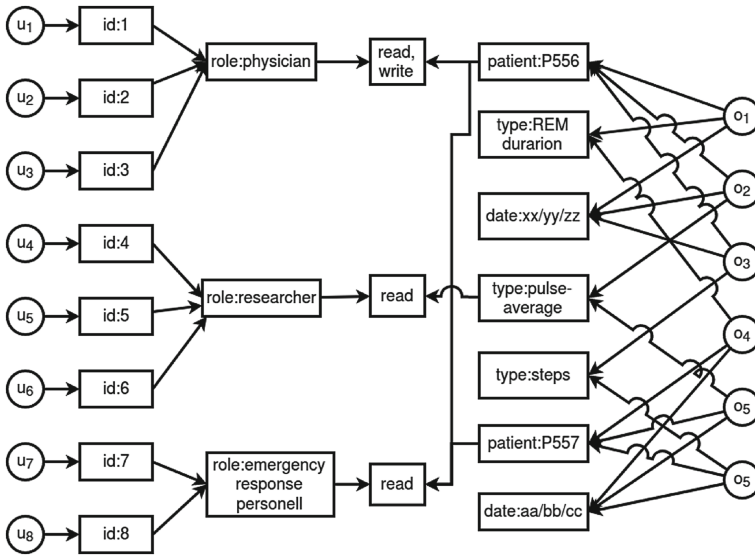 u1
id:1
u2
id:2
u3
id:3
u4
id:4
u5
id:5
u6
id:6
u7
id:7
u8
id:8
role:physician
role:researcher
role:emergency
response
personell
read,
write
read
read
patient:P556
type:REM
durarion
date:xx/yy/zz
type:pulse-
average
type:steps
patient:P557
date:aa/bb/cc
o1
o2
o3
o4
o5
o5